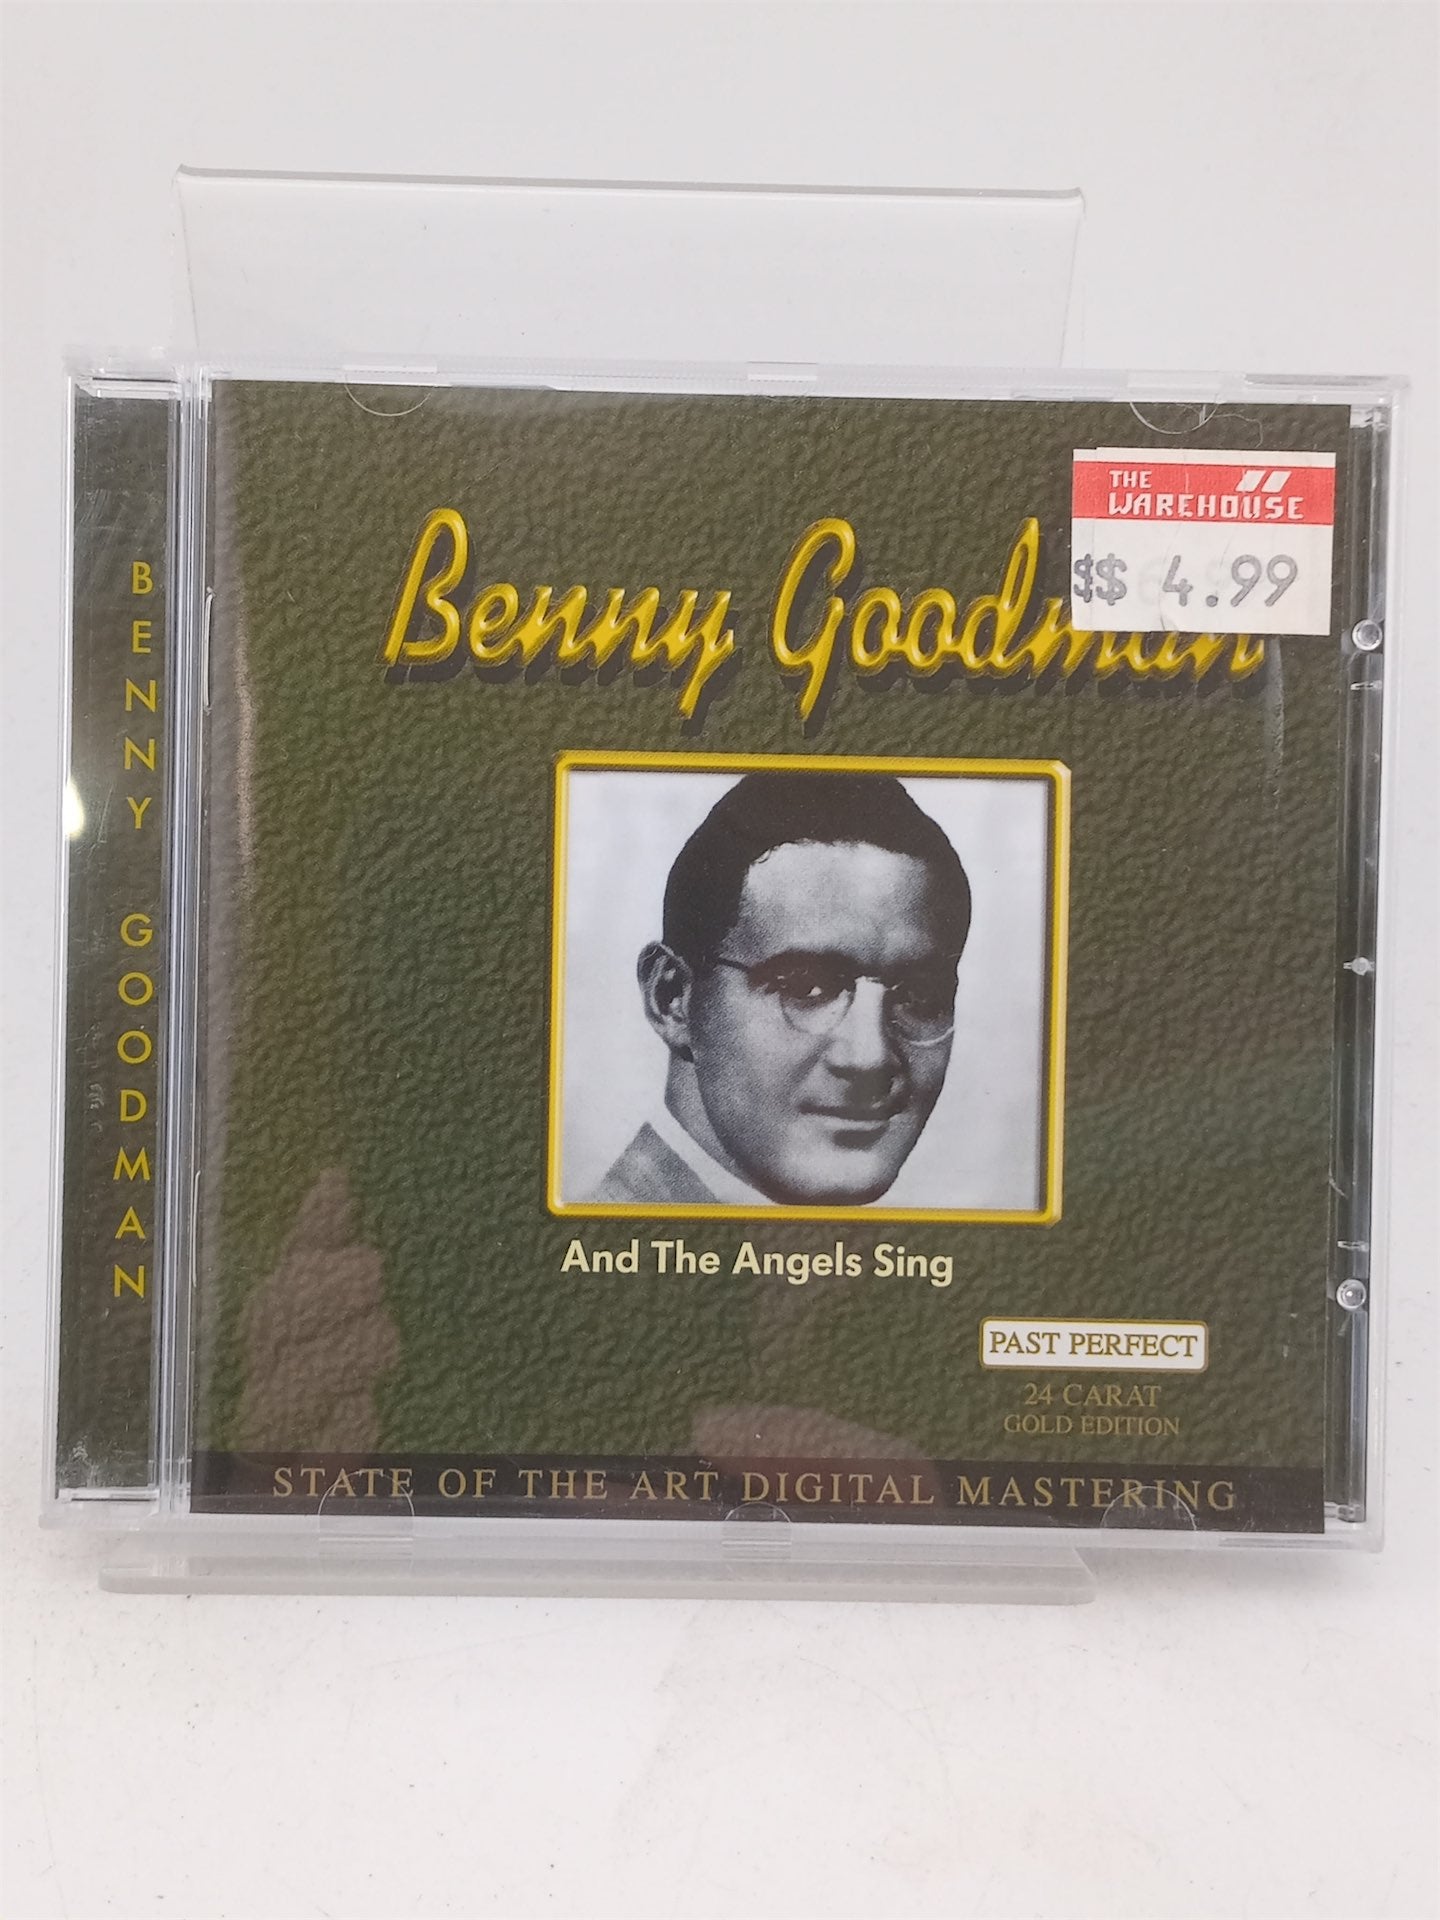 BENNY GOODMAN
THE
WAREHOUSE
$$ 4.99
Benny Goodman
And The Angels Sing
PAST PERFECT
24 CARAT
GOLD EDITION
STATE OF THE ART DIGITAL MASTERING